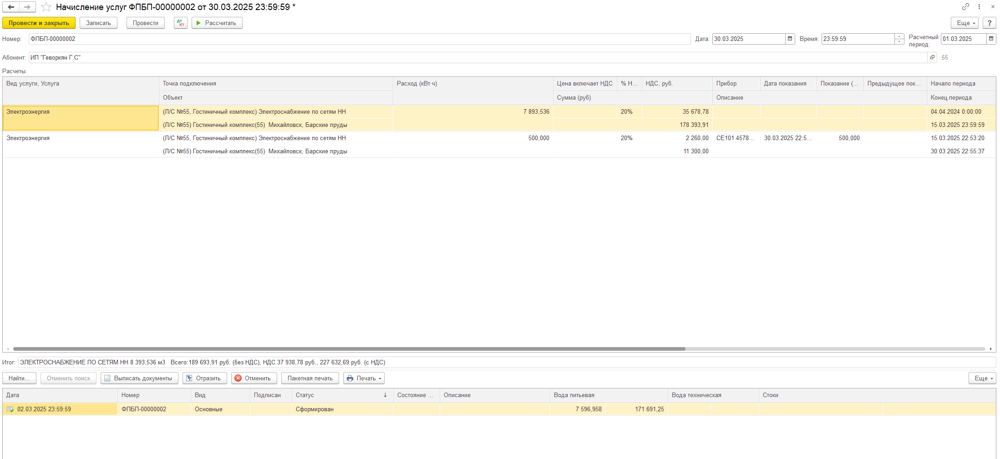 Начисление услуг ФПБП-00000002 от 30.03.2025 23:59:59 *
Провести и закрыть Записать Провести Дт Кт Рассчитать Еще ?
Номер: ФПБП-00000002 Дата: 30.03.2025 Время: 23:59:59 Расчетный период: 01.03.2025
Абонент: ИП "Геворкян Г.С" 55
Расчеты:
Вид услуги, Услуга Точка подключения Расход (кВт·ч) Цена включает НДС % Н... НДС, руб. Прибор Дата показания Показание (... Предыдущее пок... Начало периода
Объект Сумма (руб) Описание Конец периода
Электроэнергия (Л/С №55, Гостиничный комплекс) Электроснабжение по сетям НН 7 893,536 20% 35 678,78 04.04.2024 0:00:00
(Л/С №55) Гостиничный комплекс(55) Михайловск, Барские пруды 178 393,91 15.03.2025 23:59:59
Электроэнергия (Л/С №55, Гостиничный комплекс) Электроснабжение по сетям НН 500,000 20% 2 260,00 СЕ101 4578... 30.03.2025 22:5... 500,000 15.03.2025 22:53:20
(Л/С №55) Гостиничный комплекс(55) Михайловск, Барские пруды 11 300,00 30.03.2025 22:55:37
Итог: ЭЛЕКТРОСНАБЖЕНИЕ ПО СЕТЯМ НН 8 393,536 м3 Всего:189 693,91 руб. (без НДС), НДС 37 938,78 руб., 227 632,69 руб. (с НДС)
Найти... Отменить поиск Выписать документы Отразить Отменить Пакетная печать Печать Еще
Дата Номер Вид Подписан Статус Состояние ... Описание Вода питьевая Вода техническая Стоки
02.03.2025 23:59:59 ФПБП-00000002 Основные Сформирован 7 596,958 171 691,25